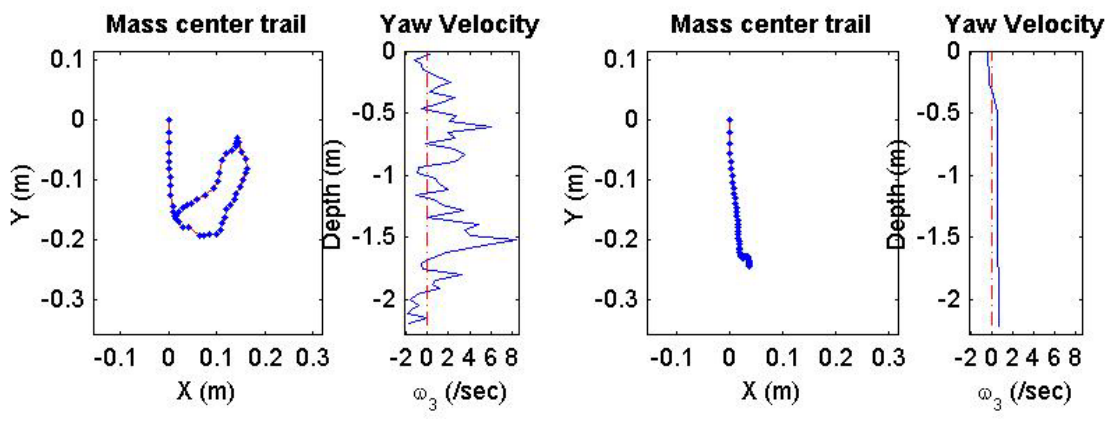 Mass center trail
Yaw Velocity
Mass center trail
Yaw Velocity
0.1
0
-0.1
-0.2
-0.3
Y (m)
-0.1 0 0.1 0.2 0.3
X (m)
0
-0.5
-1
-1.5
-2
Depth (m)
-2 0 2 4 6 8
ω_3 (/sec)
0.1
0
-0.1
-0.2
-0.3
Y (m)
-0.1 0 0.1 0.2 0.3
X (m)
0
-0.5
-1
-1.5
-2
Depth (m)
-2 0 2 4 6 8
ω_3 (/sec)